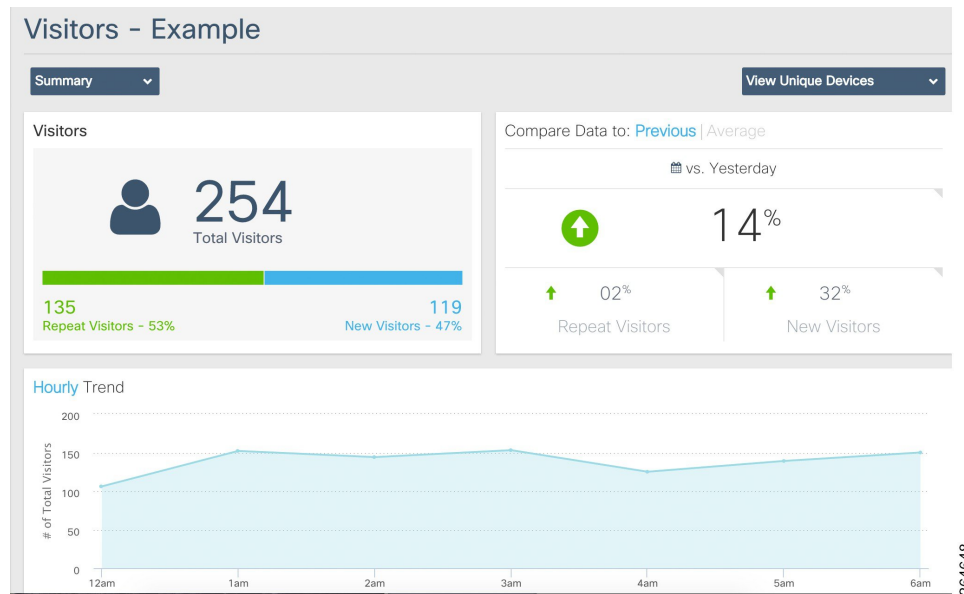 Visitors - Example
Summary
View Unique Devices
Visitors
254
Total Visitors
135
Repeat Visitors - 53%
119
New Visitors - 47%
Compare Data to: Previous | Average
vs. Yesterday
14%
02%
Repeat Visitors
32%
New Visitors
Hourly Trend
# of Total Visitors
200
150
100
50
0
12am 1am 2am 3am 4am 5am 6am